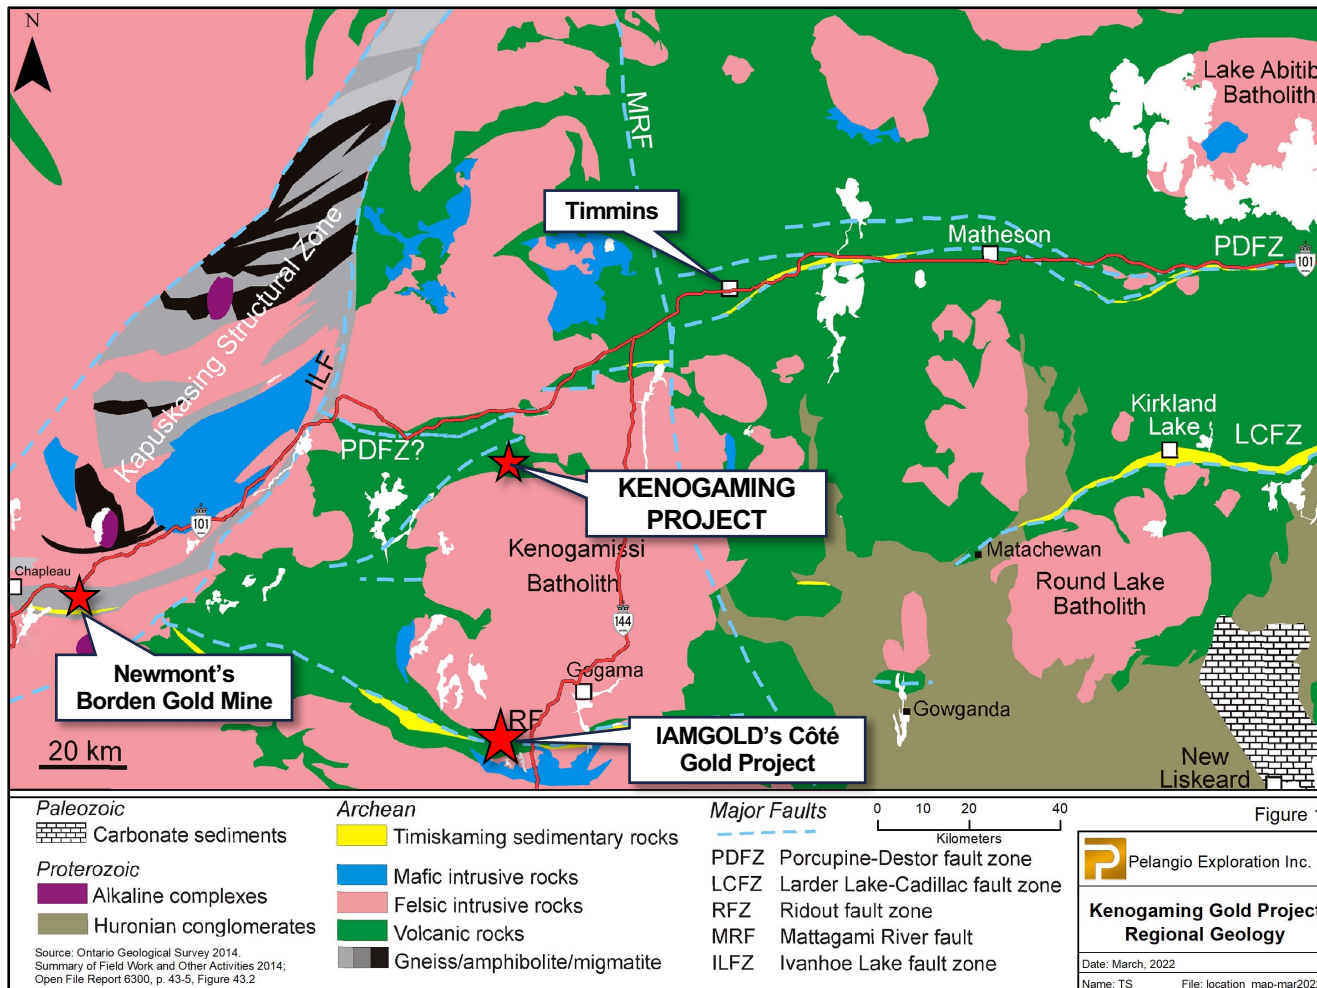 N
Lake Abitib
Batholith
MRF
Timmins
Matheson
PDFZ
101
Kapuskasing Structural Zone
ILF
Kirkland
Lake
LCFZ
PDFZ?
KENOGAMING
PROJECT
101
Kenogamissi
Batholith
Matachewan
Chapleau
Round Lake
Batholith
144
Newmont's
Borden Gold Mine
Gogama
Gowganda
RF
IAMGOLD's Côté
Gold Project
20 km
New
Liskeard
Paleozoic
Carbonate sediments
Proterozoic
Alkaline complexes
Huronian conglomerates
Source: Ontario Geological Survey 2014.
Summary of Field Work and Other Activities 2014;
Open File Report 6300, p. 43-5, Figure 43.2
Archean
Timiskaming sedimentary rocks
Mafic intrusive rocks
Felsic intrusive rocks
Volcanic rocks
Gneiss/amphibolite/migmatite
Major Faults
0 10 20 40
Kilometers
PDFZ Porcupine-Destor fault zone
LCFZ Larder Lake-Cadillac fault zone
RFZ Ridout fault zone
MRF Mattagami River fault
ILFZ Ivanhoe Lake fault zone
Figure 1
P Pelangio Exploration Inc.
Kenogaming Gold Project
Regional Geology
Date: March, 2022
Name: TS File: location_map-mar202